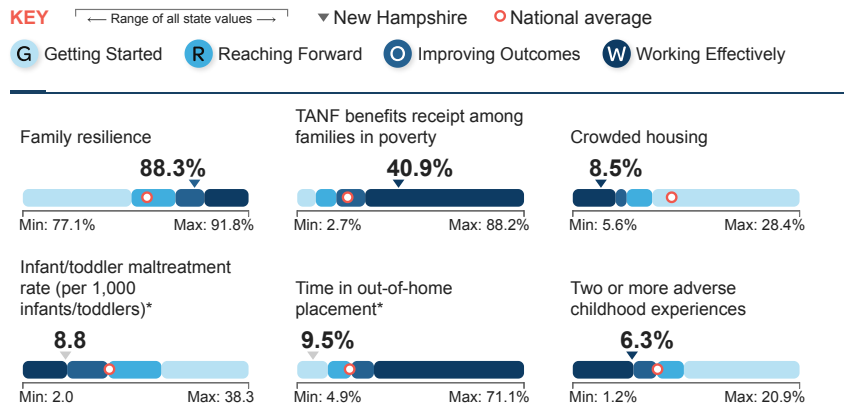 KEY
← Range of all state values →
New Hampshire
National average
G Getting Started
R Reaching Forward
O Improving Outcomes
W Working Effectively
Family resilience
88.3%
Min: 77.1% Max: 91.8%
TANF benefits receipt among
families in poverty
40.9%
Min: 2.7% Max: 88.2%
Crowded housing
8.5%
Min: 5.6% Max: 28.4%
Infant/toddler maltreatment
rate (per 1,000
infants/toddlers)*
8.8
Min: 2.0 Max: 38.3
Time in out-of-home
placement*
9.5%
Min: 4.9% Max: 71.1%
Two or more adverse
childhood experiences
6.3%
Min: 1.2% Max: 20.9%